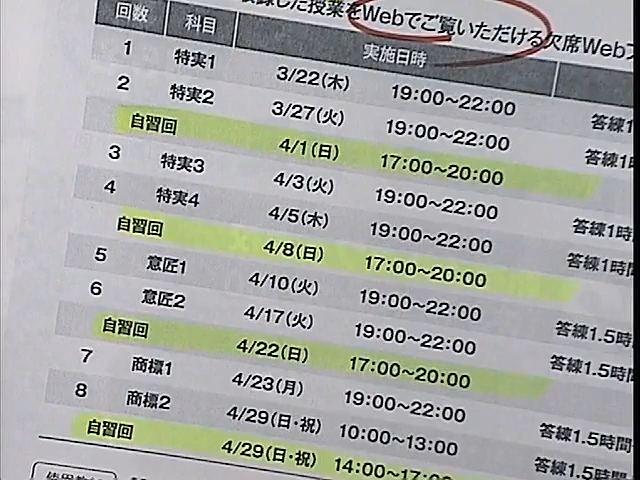 した授業をWebでご覧いただける欠席Web
回数 科目 実施日時
1 特実1 3/22(木) 19:00〜22:00 答練1
2 特実2 3/27(火) 19:00〜22:00 答練1
自習回 4/1(日) 17:00〜20:00
3 特実3 4/3(火) 19:00〜22:00 答練1時
4 特実4 4/5(木) 19:00〜22:00 答練1時間
自習回 4/8(日) 17:00〜20:00
5 意匠1 4/10(火) 19:00〜22:00 答練1.5時
6 意匠2 4/17(火) 19:00〜22:00 答練1.5時
自習回 4/22(日) 17:00〜20:00
7 商標1 4/23(月) 19:00〜22:00 答練1.5時間
8 商標2 4/29(日・祝) 10:00〜13:00 答練1.5時間
自習回 4/29(日・祝) 14:00〜17:00